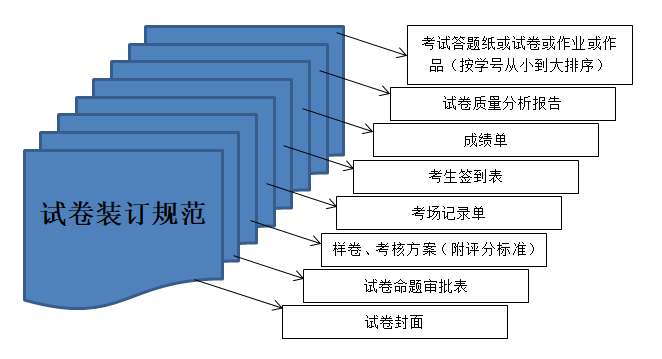 考试答题纸或试卷或作业或作
品（按学号从小到大排序）
试卷质量分析报告
成绩单
考生签到表
试卷装订规范
考场记录单
样卷、考核方案（附评分标准）
试卷命题审批表
试卷封面